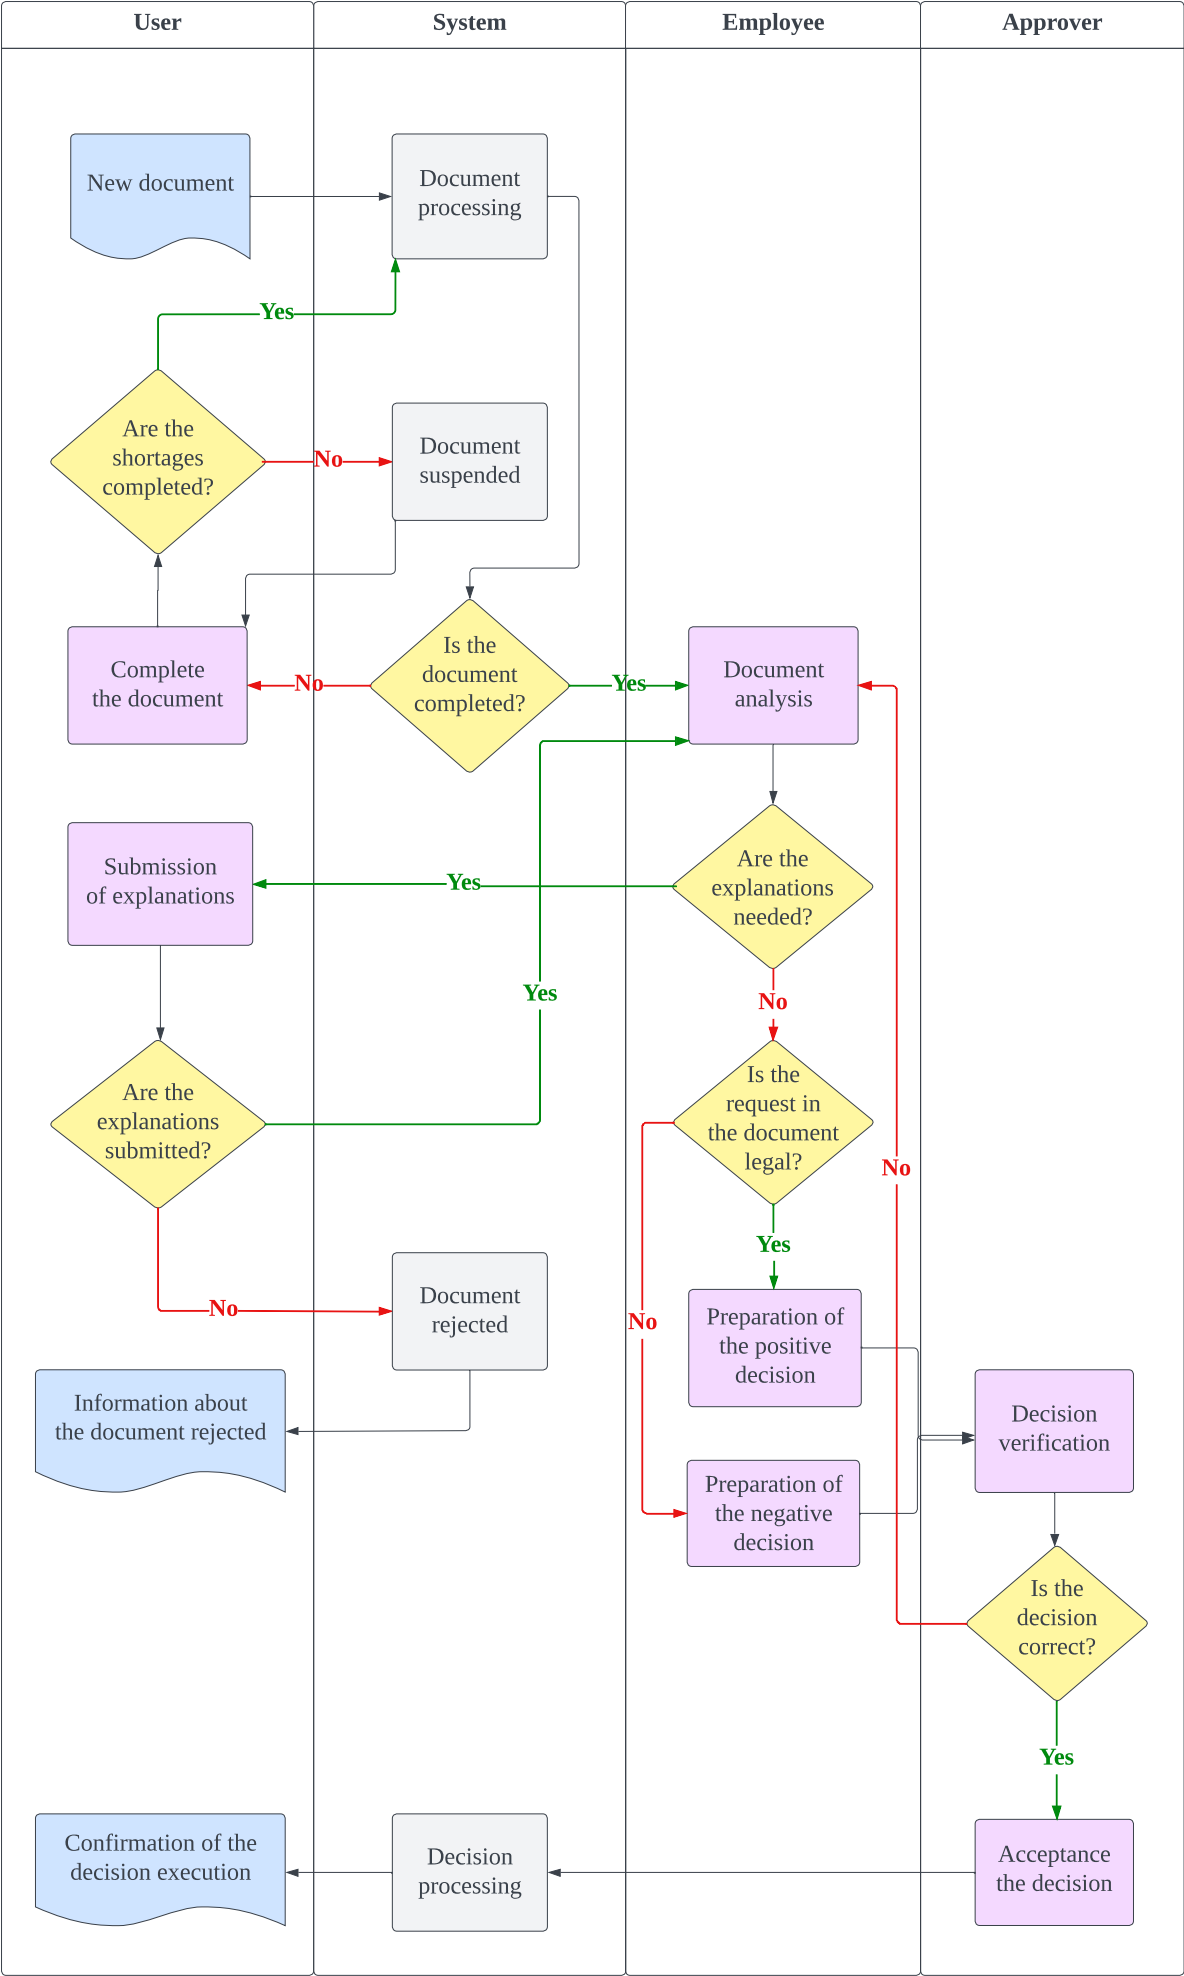 User
System
Employee
Approver
New document
Document
processing
Yes
Are the
shortages
completed?
No
Document
suspended
Complete
the document
No
Is the
document
completed?
Yes
Document
analysis
Submission
of explanations
Yes
Are the
explanations
needed?
Yes
No
Are the
explanations
submitted?
Is the
request in
the document
legal?
No
Yes
No
Document
rejected
No
Preparation of
the positive
decision
Information about
the document rejected
Decision
verification
Preparation of
the negative
decision
Is the
decision
correct?
Yes
Confirmation of the
decision execution
Decision
processing
Acceptance
the decision